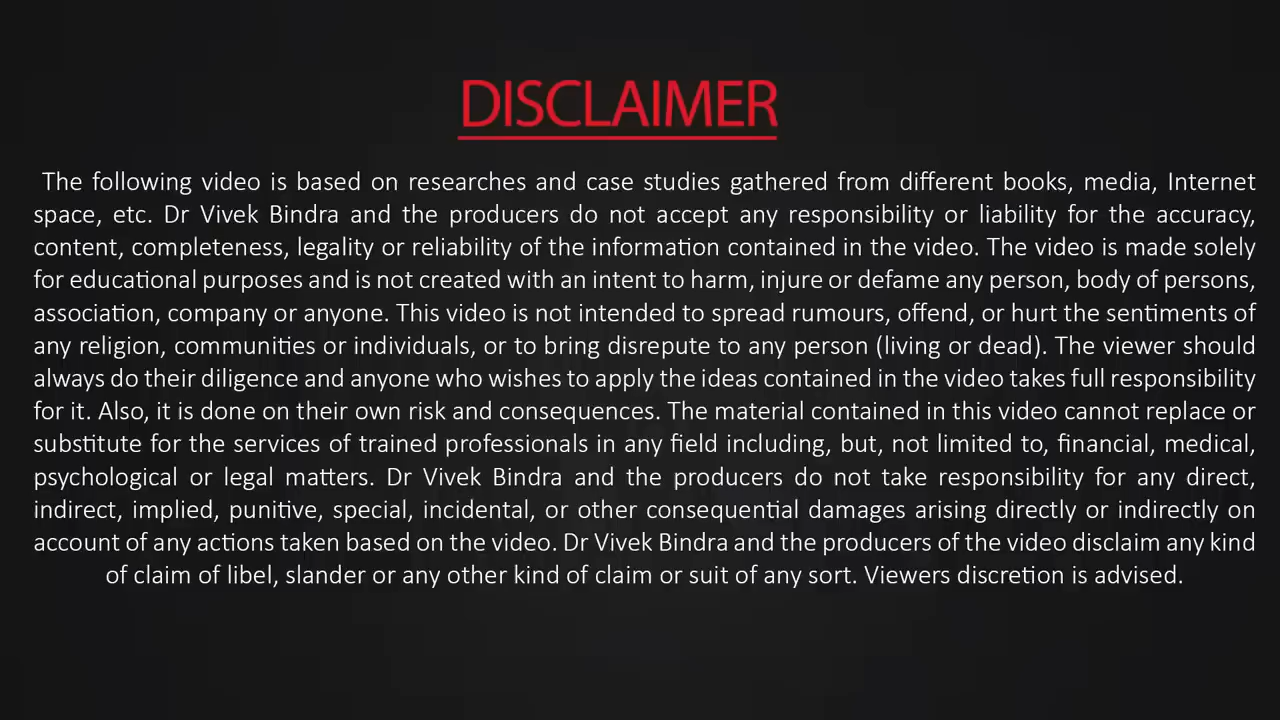 DISCLAIMER
The following video is based on researches and case studies gathered from different books, media, Internet
space, etc. Dr Vivek Bindra and the producers do not accept any responsibility or liability for the accuracy,
content, completeness, legality or reliability of the information contained in the video. The video is made solely
for educational purposes and is not created with an intent to harm, injure or defame any person, body of persons,
association, company or anyone. This video is not intended to spread rumours, offend, or hurt the sentiments of
any religion, communities or individuals, or to bring disrepute to any person (living or dead). The viewer should
always do their diligence and anyone who wishes to apply the ideas contained in the video takes full responsibility
for it. Also, it is done on their own risk and consequences. The material contained in this video cannot replace or
substitute for the services of trained professionals in any field including, but, not limited to, financial, medical,
psychological or legal matters. Dr Vivek Bindra and the producers do not take responsibility for any direct,
indirect, implied, punitive, special, incidental, or other consequential damages arising directly or indirectly on
account of any actions taken based on the video. Dr Vivek Bindra and the producers of the video disclaim any kind
of claim of libel, slander or any other kind of claim or suit of any sort. Viewers discretion is advised.